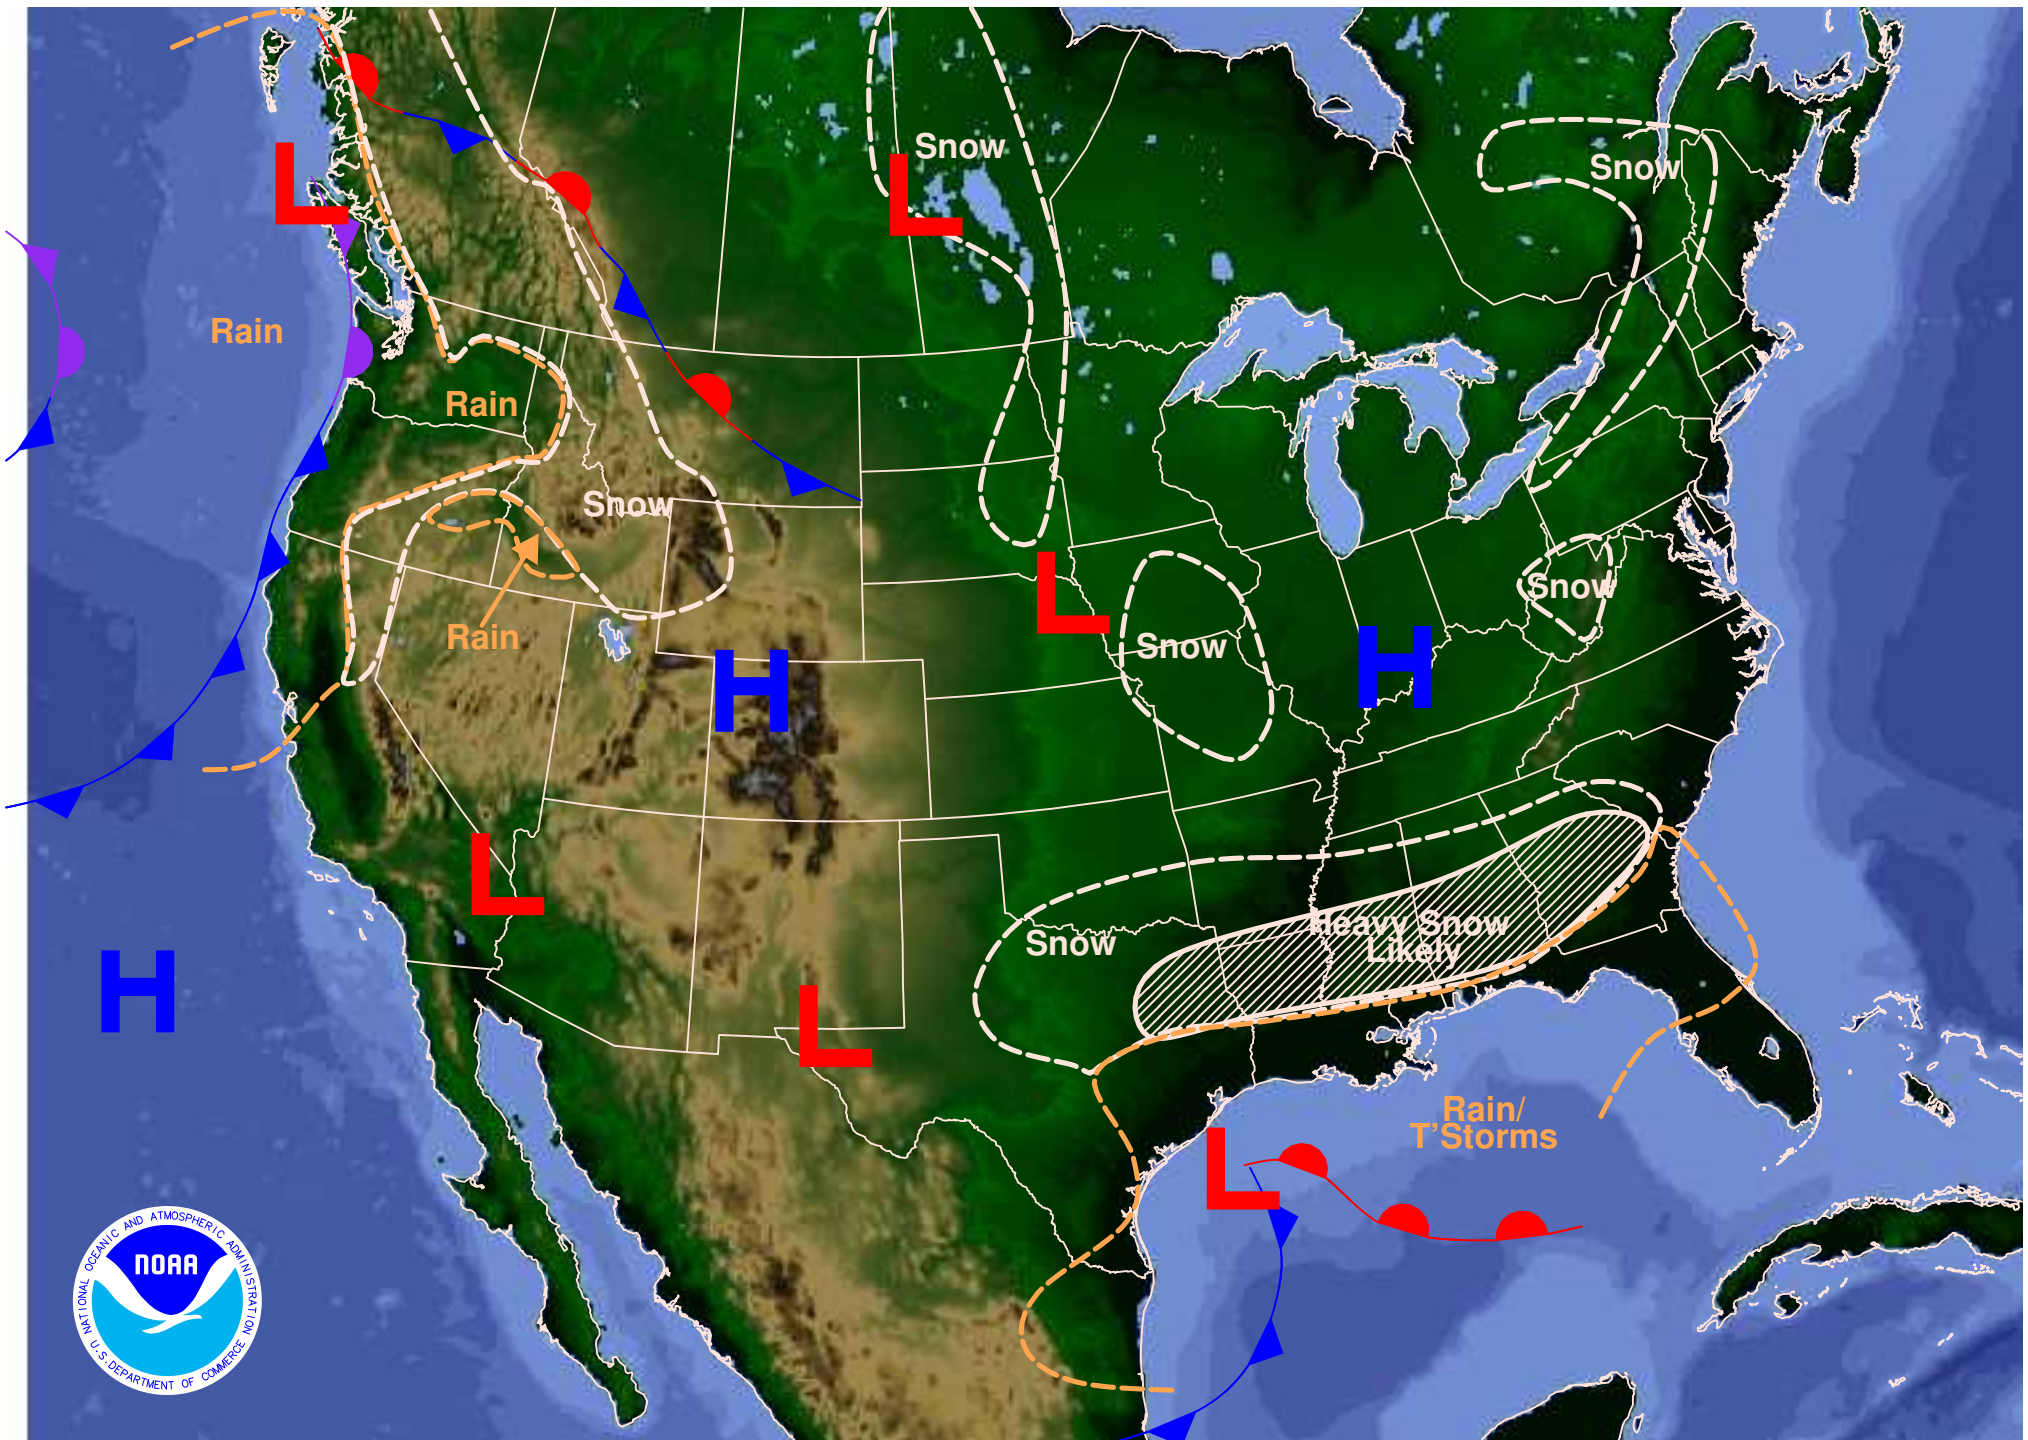 Snow
Snow
L
L
Rain
Rain
Snow
L
Snow
Rain
Snow
H
H
L
Heavy Snow
Likely
Snow
H
L
Rain/
T'Storms
L
NATIONAL OCEANIC AND ATMOSPHERIC ADMINISTRATION
NOAA
U.S. DEPARTMENT OF COMMERCE